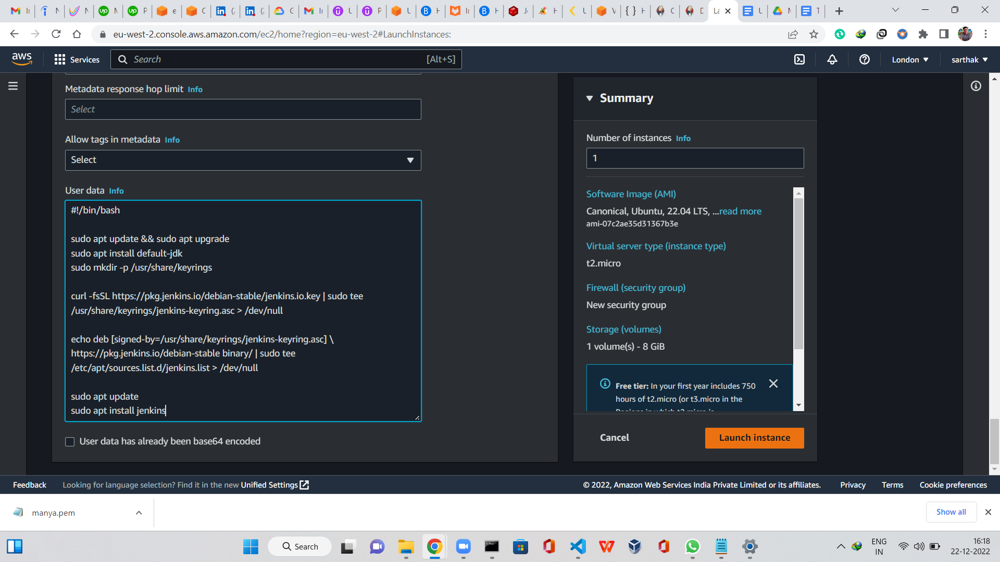 eu-west-2.console.aws.amazon.com/ec2/home?region=eu-west-2#LaunchInstances:
aws
Services
Search
[Alt+S]
London
sarthak
Metadata response hop limit Info
Select
Allow tags in metadata Info
Select
User data Info
#!/bin/bash
sudo apt update && sudo apt upgrade
sudo apt install default-jdk
sudo mkdir -p /usr/share/keyrings
curl -fsSL https://pkg.jenkins.io/debian-stable/jenkins.io.key | sudo tee
/usr/share/keyrings/jenkins-keyring.asc > /dev/null
echo deb [signed-by=/usr/share/keyrings/jenkins-keyring.asc] \
https://pkg.jenkins.io/debian-stable binary/ | sudo tee
/etc/apt/sources.list.d/jenkins.list > /dev/null
sudo apt update
sudo apt install jenkins
User data has already been base64 encoded
Summary
Number of instances Info
1
Software Image (AMI)
Canonical, Ubuntu, 22.04 LTS, ...read more
ami-07c2ae35d31367b3e
Virtual server type (instance type)
t2.micro
Firewall (security group)
New security group
Storage (volumes)
1 volume(s) - 8 GiB
Free tier: In your first year includes 750
hours of t2.micro (or t3.micro in the
Regions in which t2.micro is
Cancel
Launch instance
Feedback
Looking for language selection? Find it in the new Unified Settings
© 2022, Amazon Web Services India Private Limited or its affiliates.
Privacy
Terms
Cookie preferences
manya.pem
Show all
Search
ENG
IN
16:18
22-12-2022